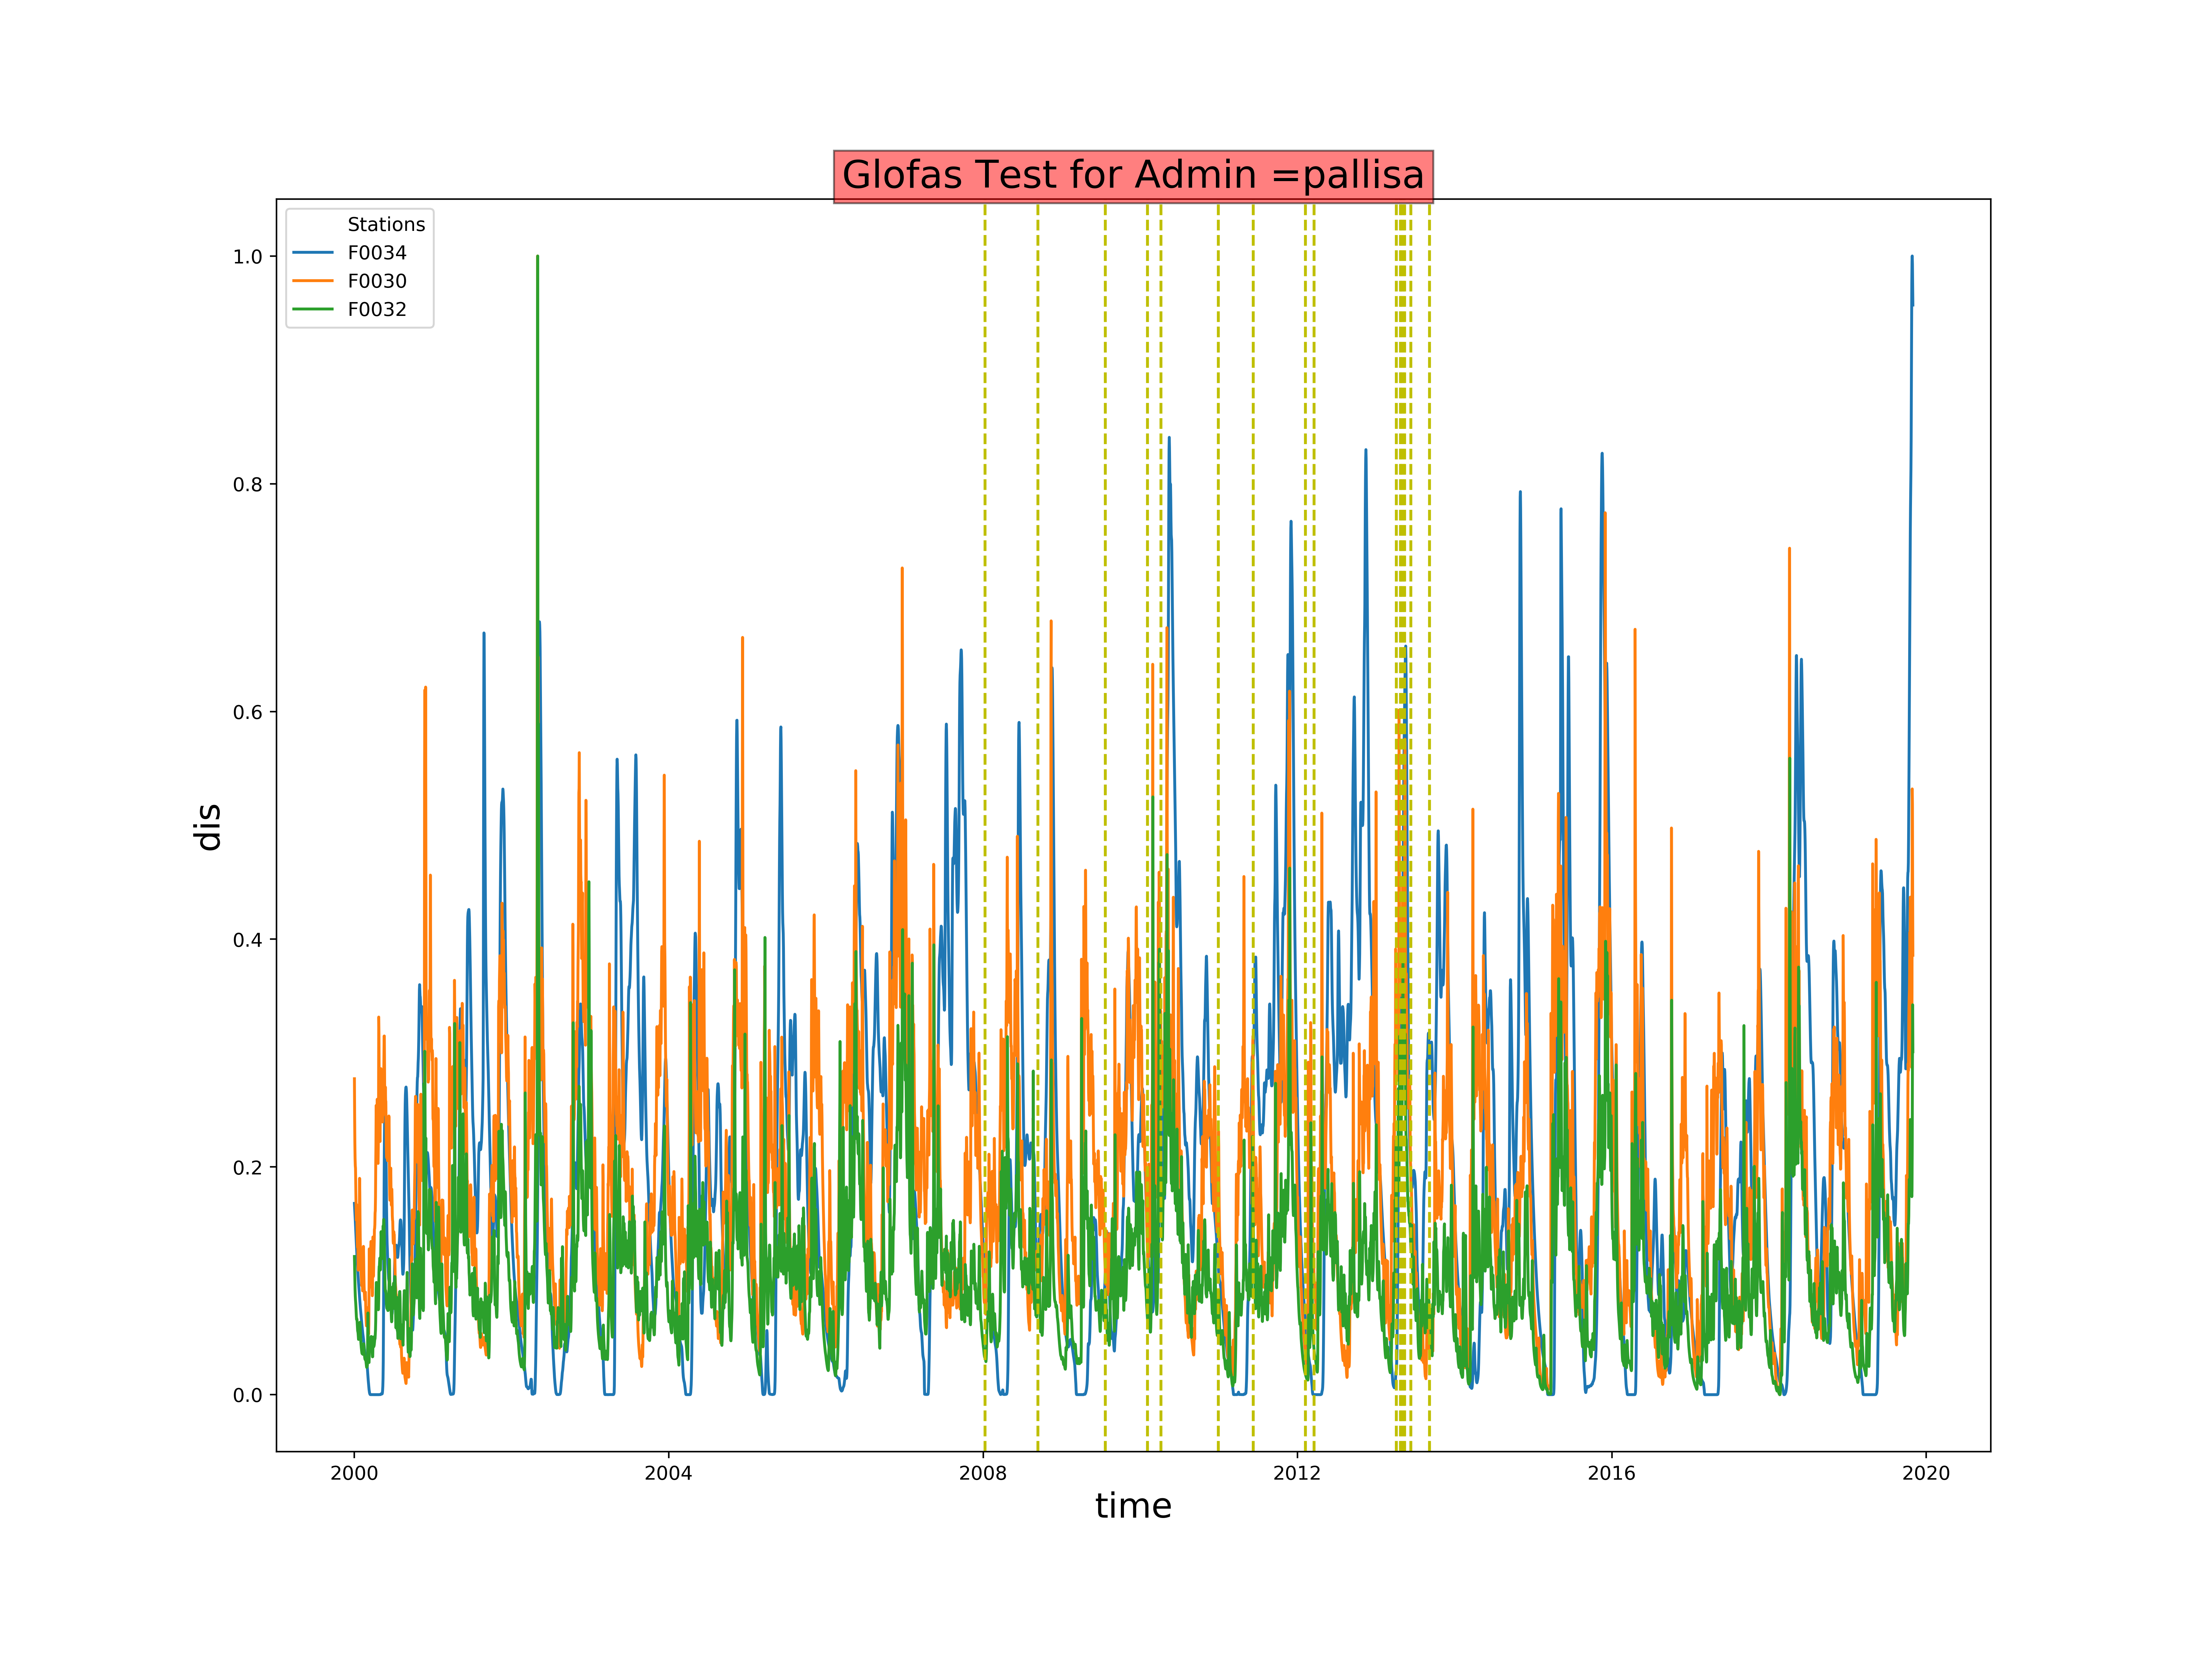 Glofas Test for Admin =pallisa
Stations
F0034
F0030
F0032
1.0
0.8
0.6
0.4
0.2
0.0
dis
2000 2004 2008 2012 2016 2020
time